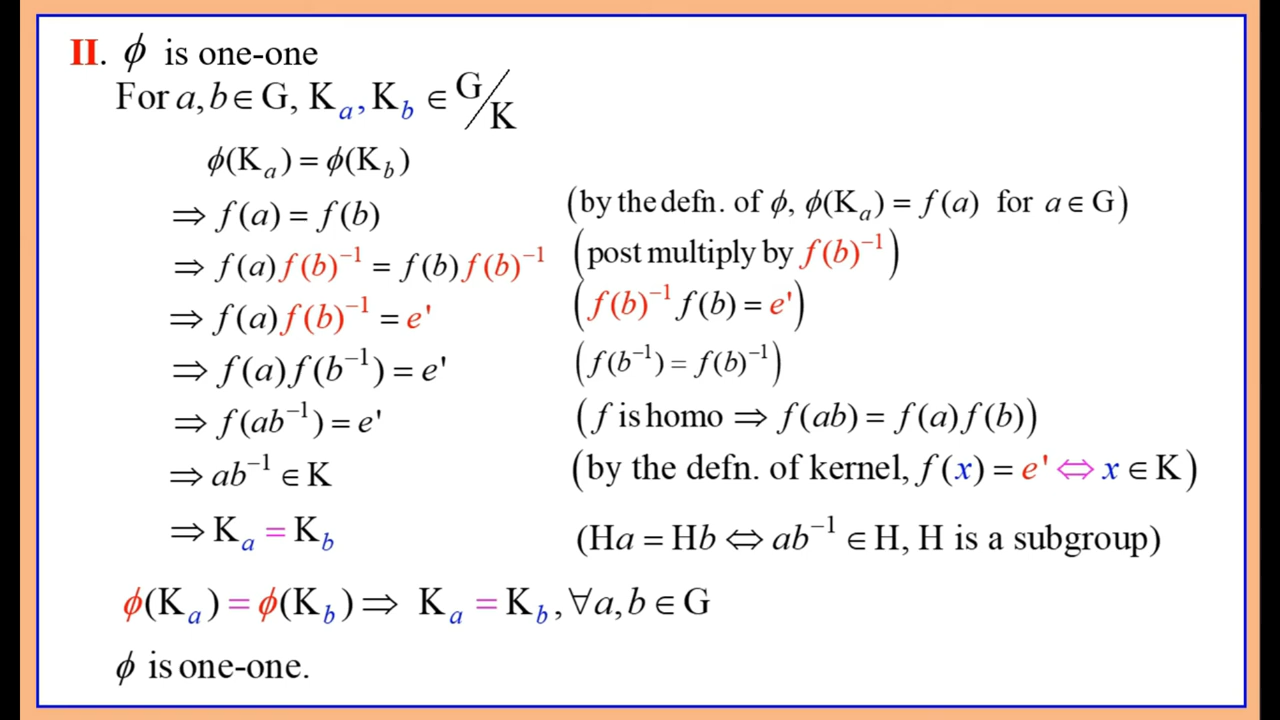 II. ϕ is one-one
For a, b ∈ G, K_a, K_b ∈ G/K
ϕ(K_a) = ϕ(K_b)
⇒ f(a) = f(b) (by the defn. of ϕ, ϕ(K_a) = f(a) for a ∈ G)
⇒ f(a)f(b)⁻¹ = f(b)f(b)⁻¹ (post multiply by f(b)⁻¹)
⇒ f(a)f(b)⁻¹ = e' (f(b)⁻¹ f(b) = e')
⇒ f(a)f(b⁻¹) = e' (f(b⁻¹) = f(b)⁻¹)
⇒ f(ab⁻¹) = e' (f is homo ⇒ f(ab) = f(a)f(b))
⇒ ab⁻¹ ∈ K (by the defn. of kernel, f(x) = e' ⇔ x ∈ K)
⇒ K_a = K_b (Ha = Hb ⇔ ab⁻¹ ∈ H, H is a subgroup)
ϕ(K_a) = ϕ(K_b) ⇒ K_a = K_b, ∀a, b ∈ G
ϕ is one-one.